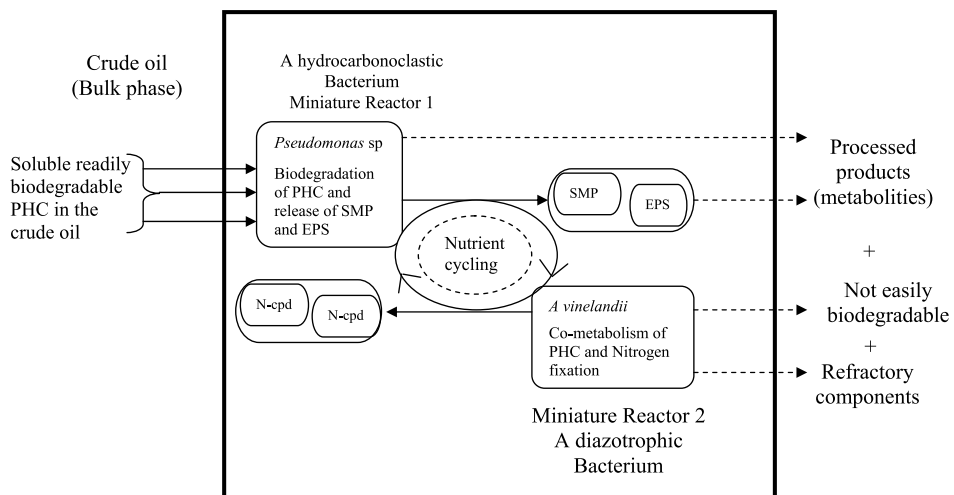 Crude oil
(Bulk phase)
Soluble readily
biodegradable
PHC in the
crude oil
A hydrocarbonoclastic
Bacterium
Miniature Reactor 1
Pseudomonas sp
Biodegradation
of PHC and
release of SMP
and EPS
SMP
EPS
Nutrient
cycling
N-cpd
N-cpd
A vinelandii
Co-metabolism of
PHC and Nitrogen
fixation
Miniature Reactor 2
A diazotrophic
Bacterium
Processed
products
(metabolities)
+
Not easily
biodegradable
+
Refractory
components